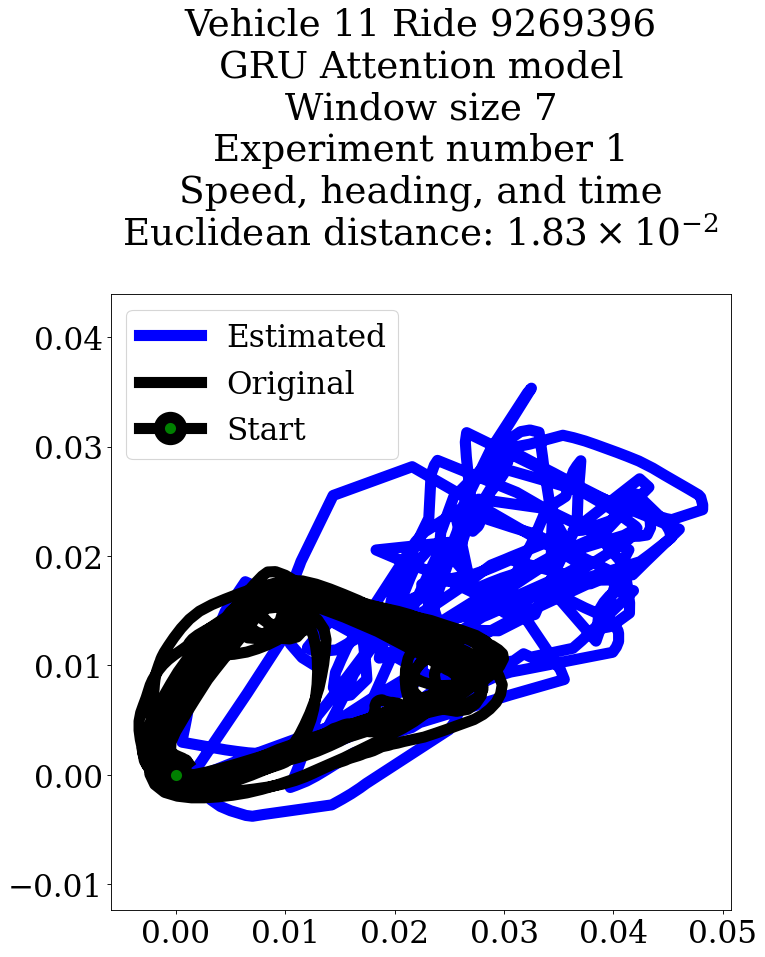 Vehicle 11 Ride 9269396
GRU Attention model
Window size 7
Experiment number 1
Speed, heading, and time
Euclidean distance: 1.83 × 10⁻²
Estimated
Original
Start
0.04
0.03
0.02
0.01
0.00
−0.01
0.00 0.01 0.02 0.03 0.04 0.05